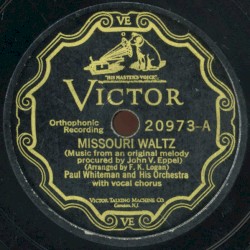 VE
"HIS MASTER'S VOICE"
VICTOR
Orthophonic
Recording
20973-A
MISSOURI WALTZ
(Music from an original melody
procured by John V. Eppel)
(Arranged by F. K. Logan)
Paul Whiteman and His Orchestra
with vocal chorus
VICTOR TALKING MACHINE CO
Camden, N.J.
VE